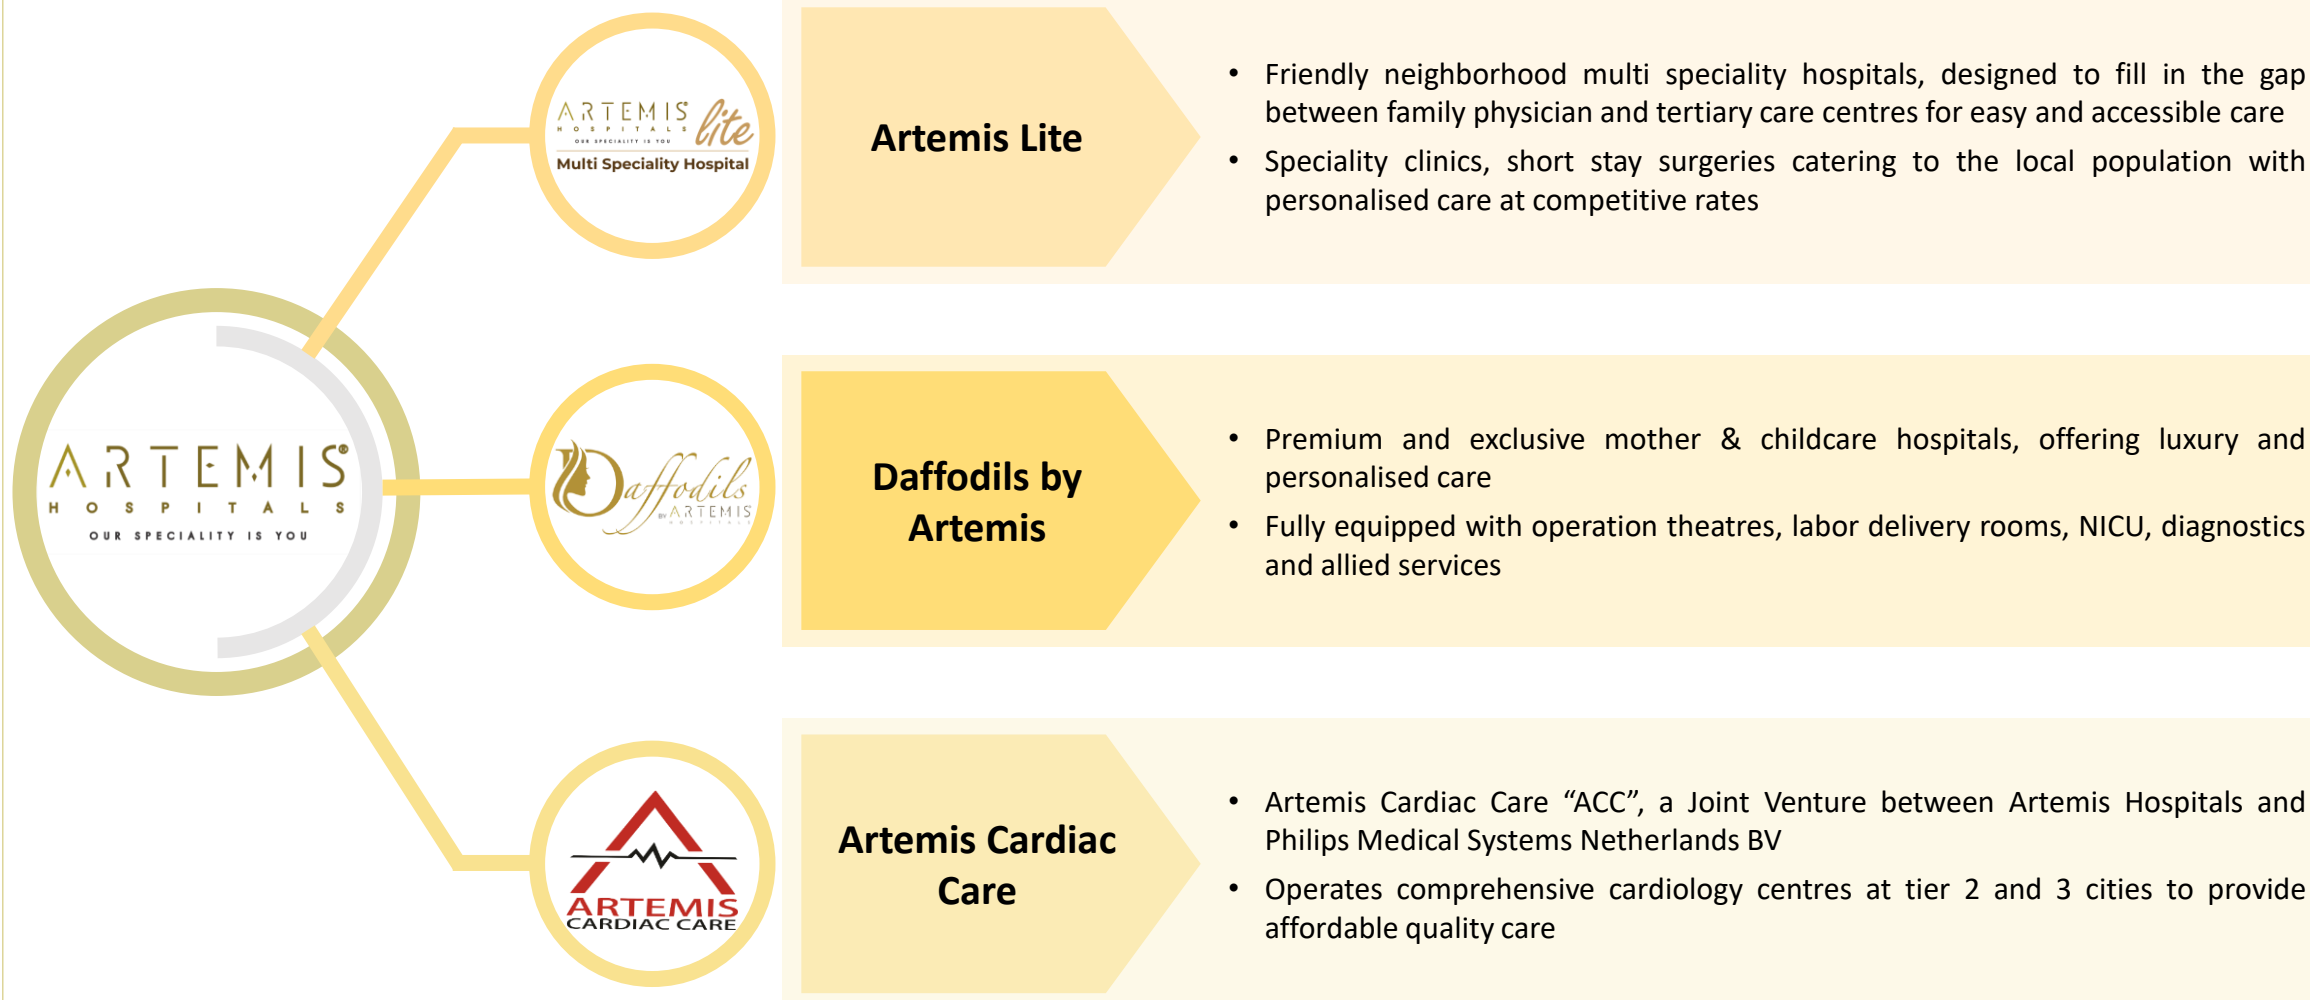 ARTEMIS
HOSPITALS
OUR SPECIALITY IS YOU
ARTEMIS
HOSPITALS
OUR SPECIALITY IS YOU
lite
Multi Speciality Hospital
Artemis Lite
• Friendly neighborhood multi speciality hospitals, designed to fill in the gap
between family physician and tertiary care centres for easy and accessible care
• Speciality clinics, short stay surgeries catering to the local population with
personalised care at competitive rates
Daffodils
BY ARTEMIS
HOSPITALS
Daffodils by
Artemis
• Premium and exclusive mother & childcare hospitals, offering luxury and
personalised care
• Fully equipped with operation theatres, labor delivery rooms, NICU, diagnostics
and allied services
ARTEMIS
CARDIAC CARE
Artemis Cardiac
Care
• Artemis Cardiac Care “ACC”, a Joint Venture between Artemis Hospitals and
Philips Medical Systems Netherlands BV
• Operates comprehensive cardiology centres at tier 2 and 3 cities to provide
affordable quality care